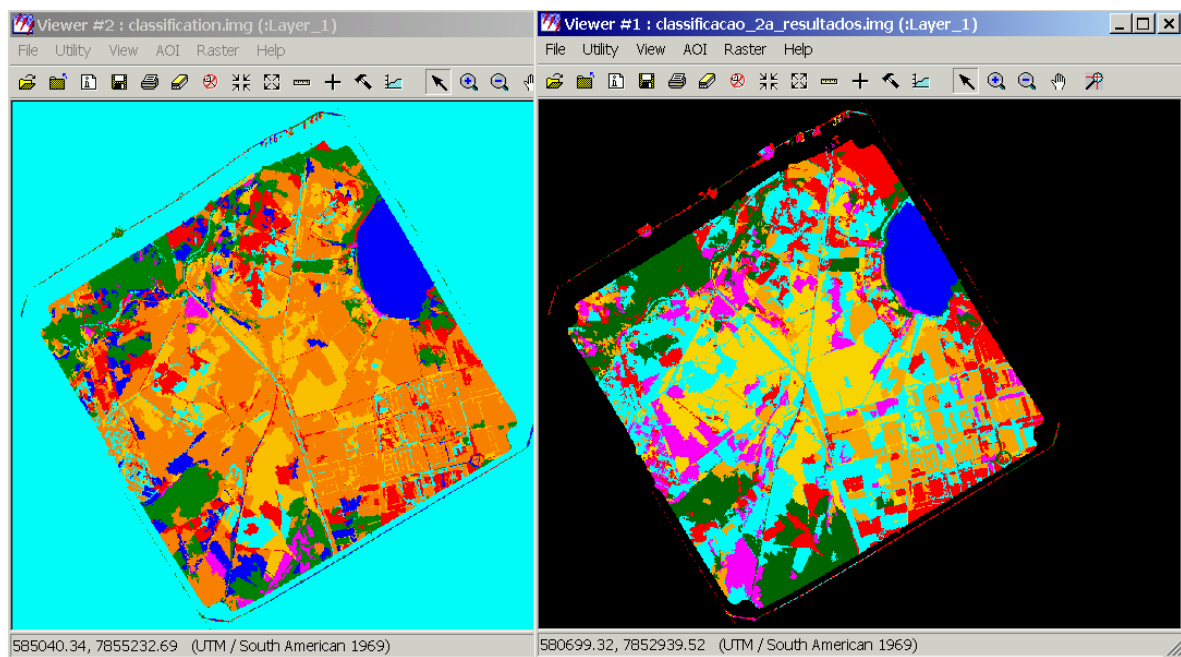 Viewer #2 : classification.img (:Layer_1)
File Utility View AOI Raster Help
585040.34, 7855232.69 (UTM / South American 1969)
Viewer #1 : classificacao_2a_resultados.img (:Layer_1)
File Utility View AOI Raster Help
580699.32, 7852939.52 (UTM / South American 1969)